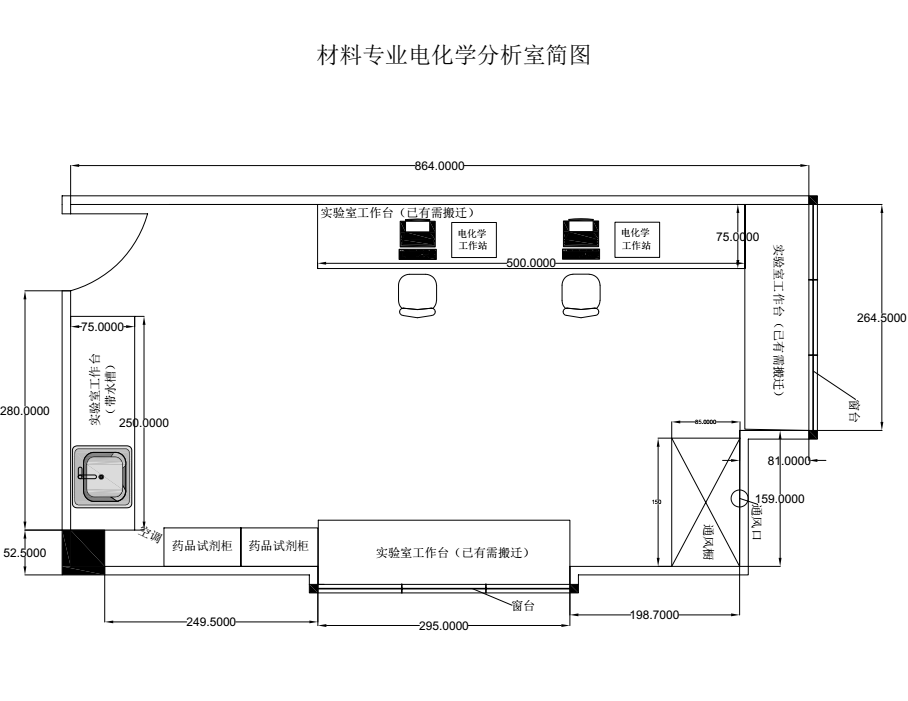 材料专业电化学分析室简图
864.0000
实验室工作台（已有需搬迁）
电化学
工作站
电化学
工作站
75.0000
500.0000
实验室工作台（已有需搬迁）
264.5000
75.0000
实验室工作台
（带水槽）
280.0000
250.0000
窗台
85.0000
81.0000
150
159.0000
通风口
通风橱
空调
52.5000
药品试剂柜
药品试剂柜
实验室工作台（已有需搬迁）
窗台
249.5000
295.0000
198.7000